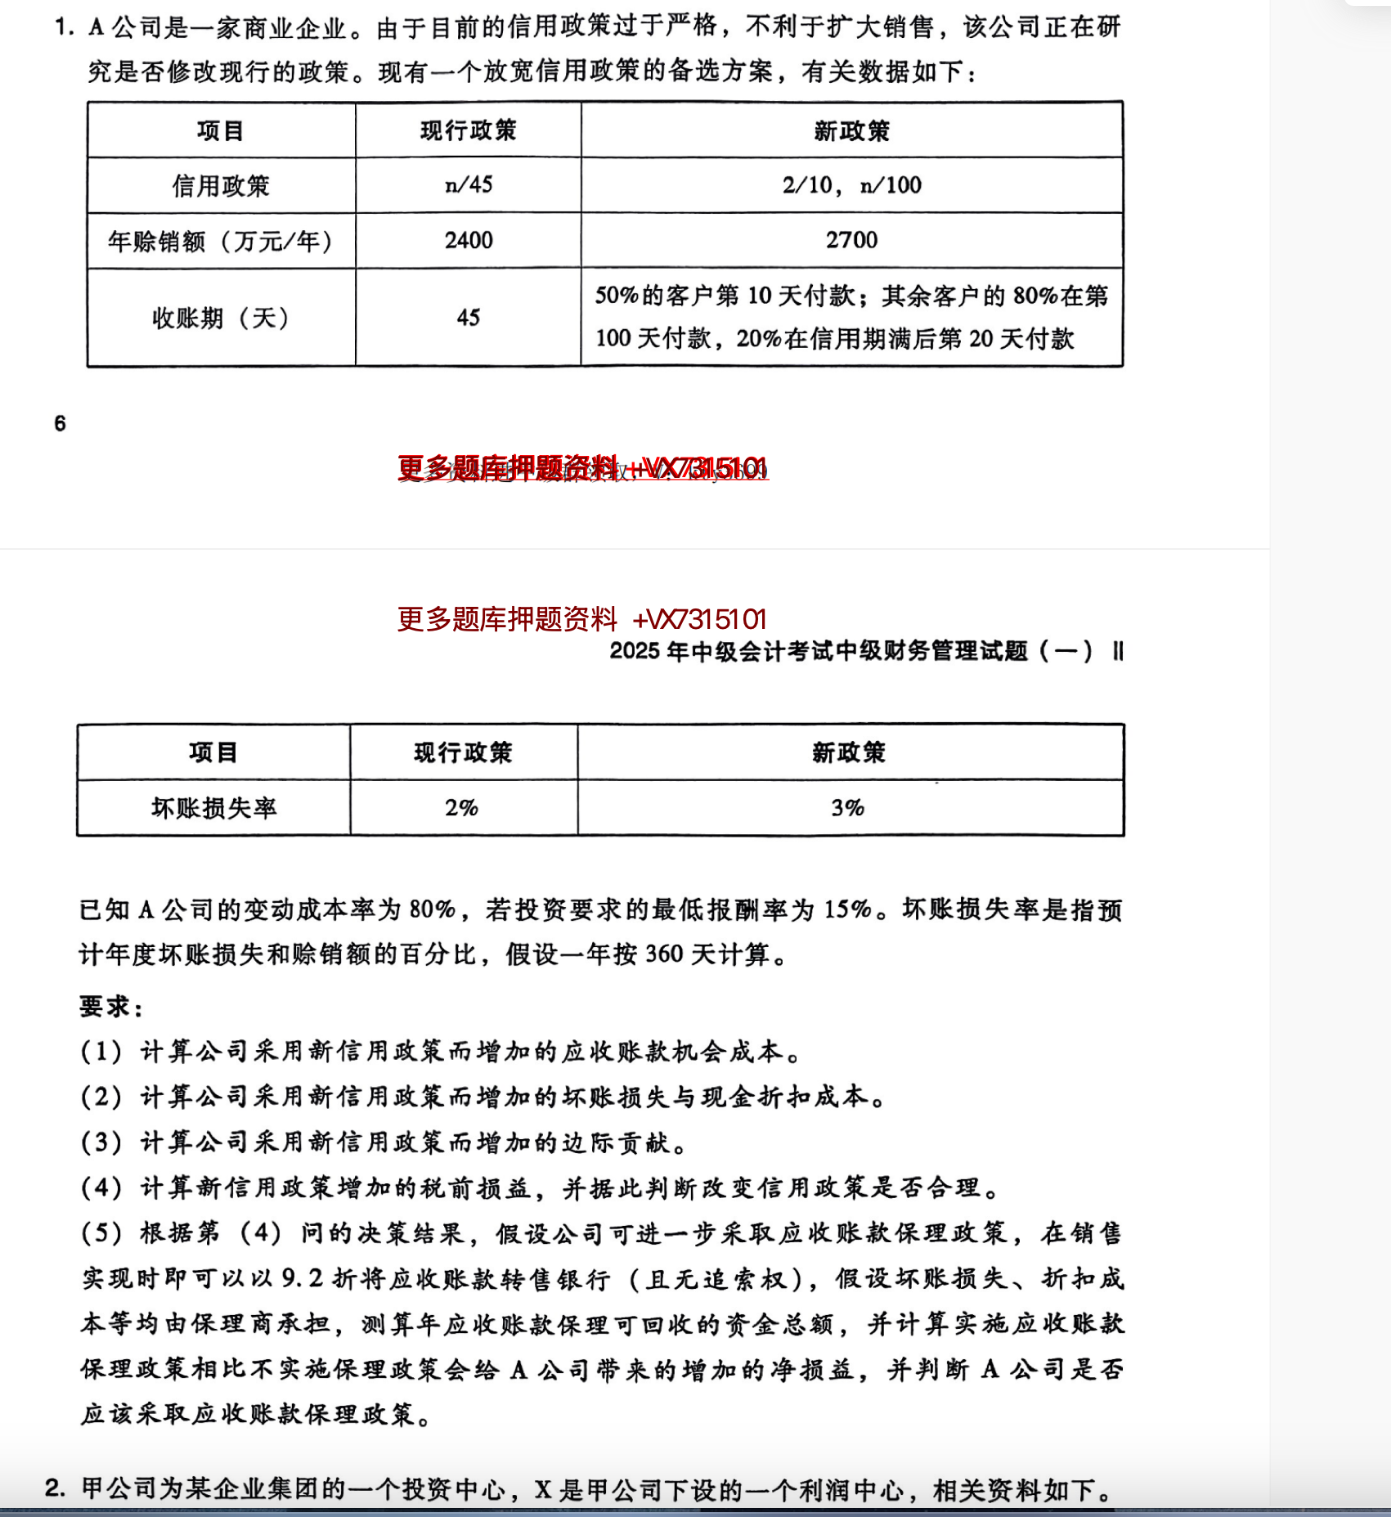 1. A 公司是一家商业企业。由于目前的信用政策过于严格，不利于扩大销售，该公司正在研
究是否修改现行的政策。现有一个放宽信用政策的备选方案，有关数据如下：
项目 现行政策 新政策
信用政策 n/45 2/10，n/100
年赊销额（万元/年） 2400 2700
收账期（天） 45 50%的客户第 10 天付款；其余客户的 80%在第
100 天付款，20%在信用期满后第 20 天付款
6
更多题库押题资料 +VX7315101
更多题库押题资料 +VX7315101
2025 年中级会计考试中级财务管理试题（一） ||
项目 现行政策 新政策
坏账损失率 2% 3%
已知 A 公司的变动成本率为 80%，若投资要求的最低报酬率为 15%。坏账损失率是指预
计年度坏账损失和赊销额的百分比，假设一年按 360 天计算。
要求：
（1）计算公司采用新信用政策而增加的应收账款机会成本。
（2）计算公司采用新信用政策而增加的坏账损失与现金折扣成本。
（3）计算公司采用新信用政策而增加的边际贡献。
（4）计算新信用政策增加的税前损益，并据此判断改变信用政策是否合理。
（5）根据第（4）问的决策结果，假设公司可进一步采取应收账款保理政策，在销售
实现时即可以以 9.2 折将应收账款转售银行（且无追索权），假设坏账损失、折扣成
本等均由保理商承担，测算年应收账款保理可回收的资金总额，并计算实施应收账款
保理政策相比不实施保理政策会给 A 公司带来的增加的净损益，并判断 A 公司是否
应该采取应收账款保理政策。
2. 甲公司为某企业集团的一个投资中心，X 是甲公司下设的一个利润中心，相关资料如下。